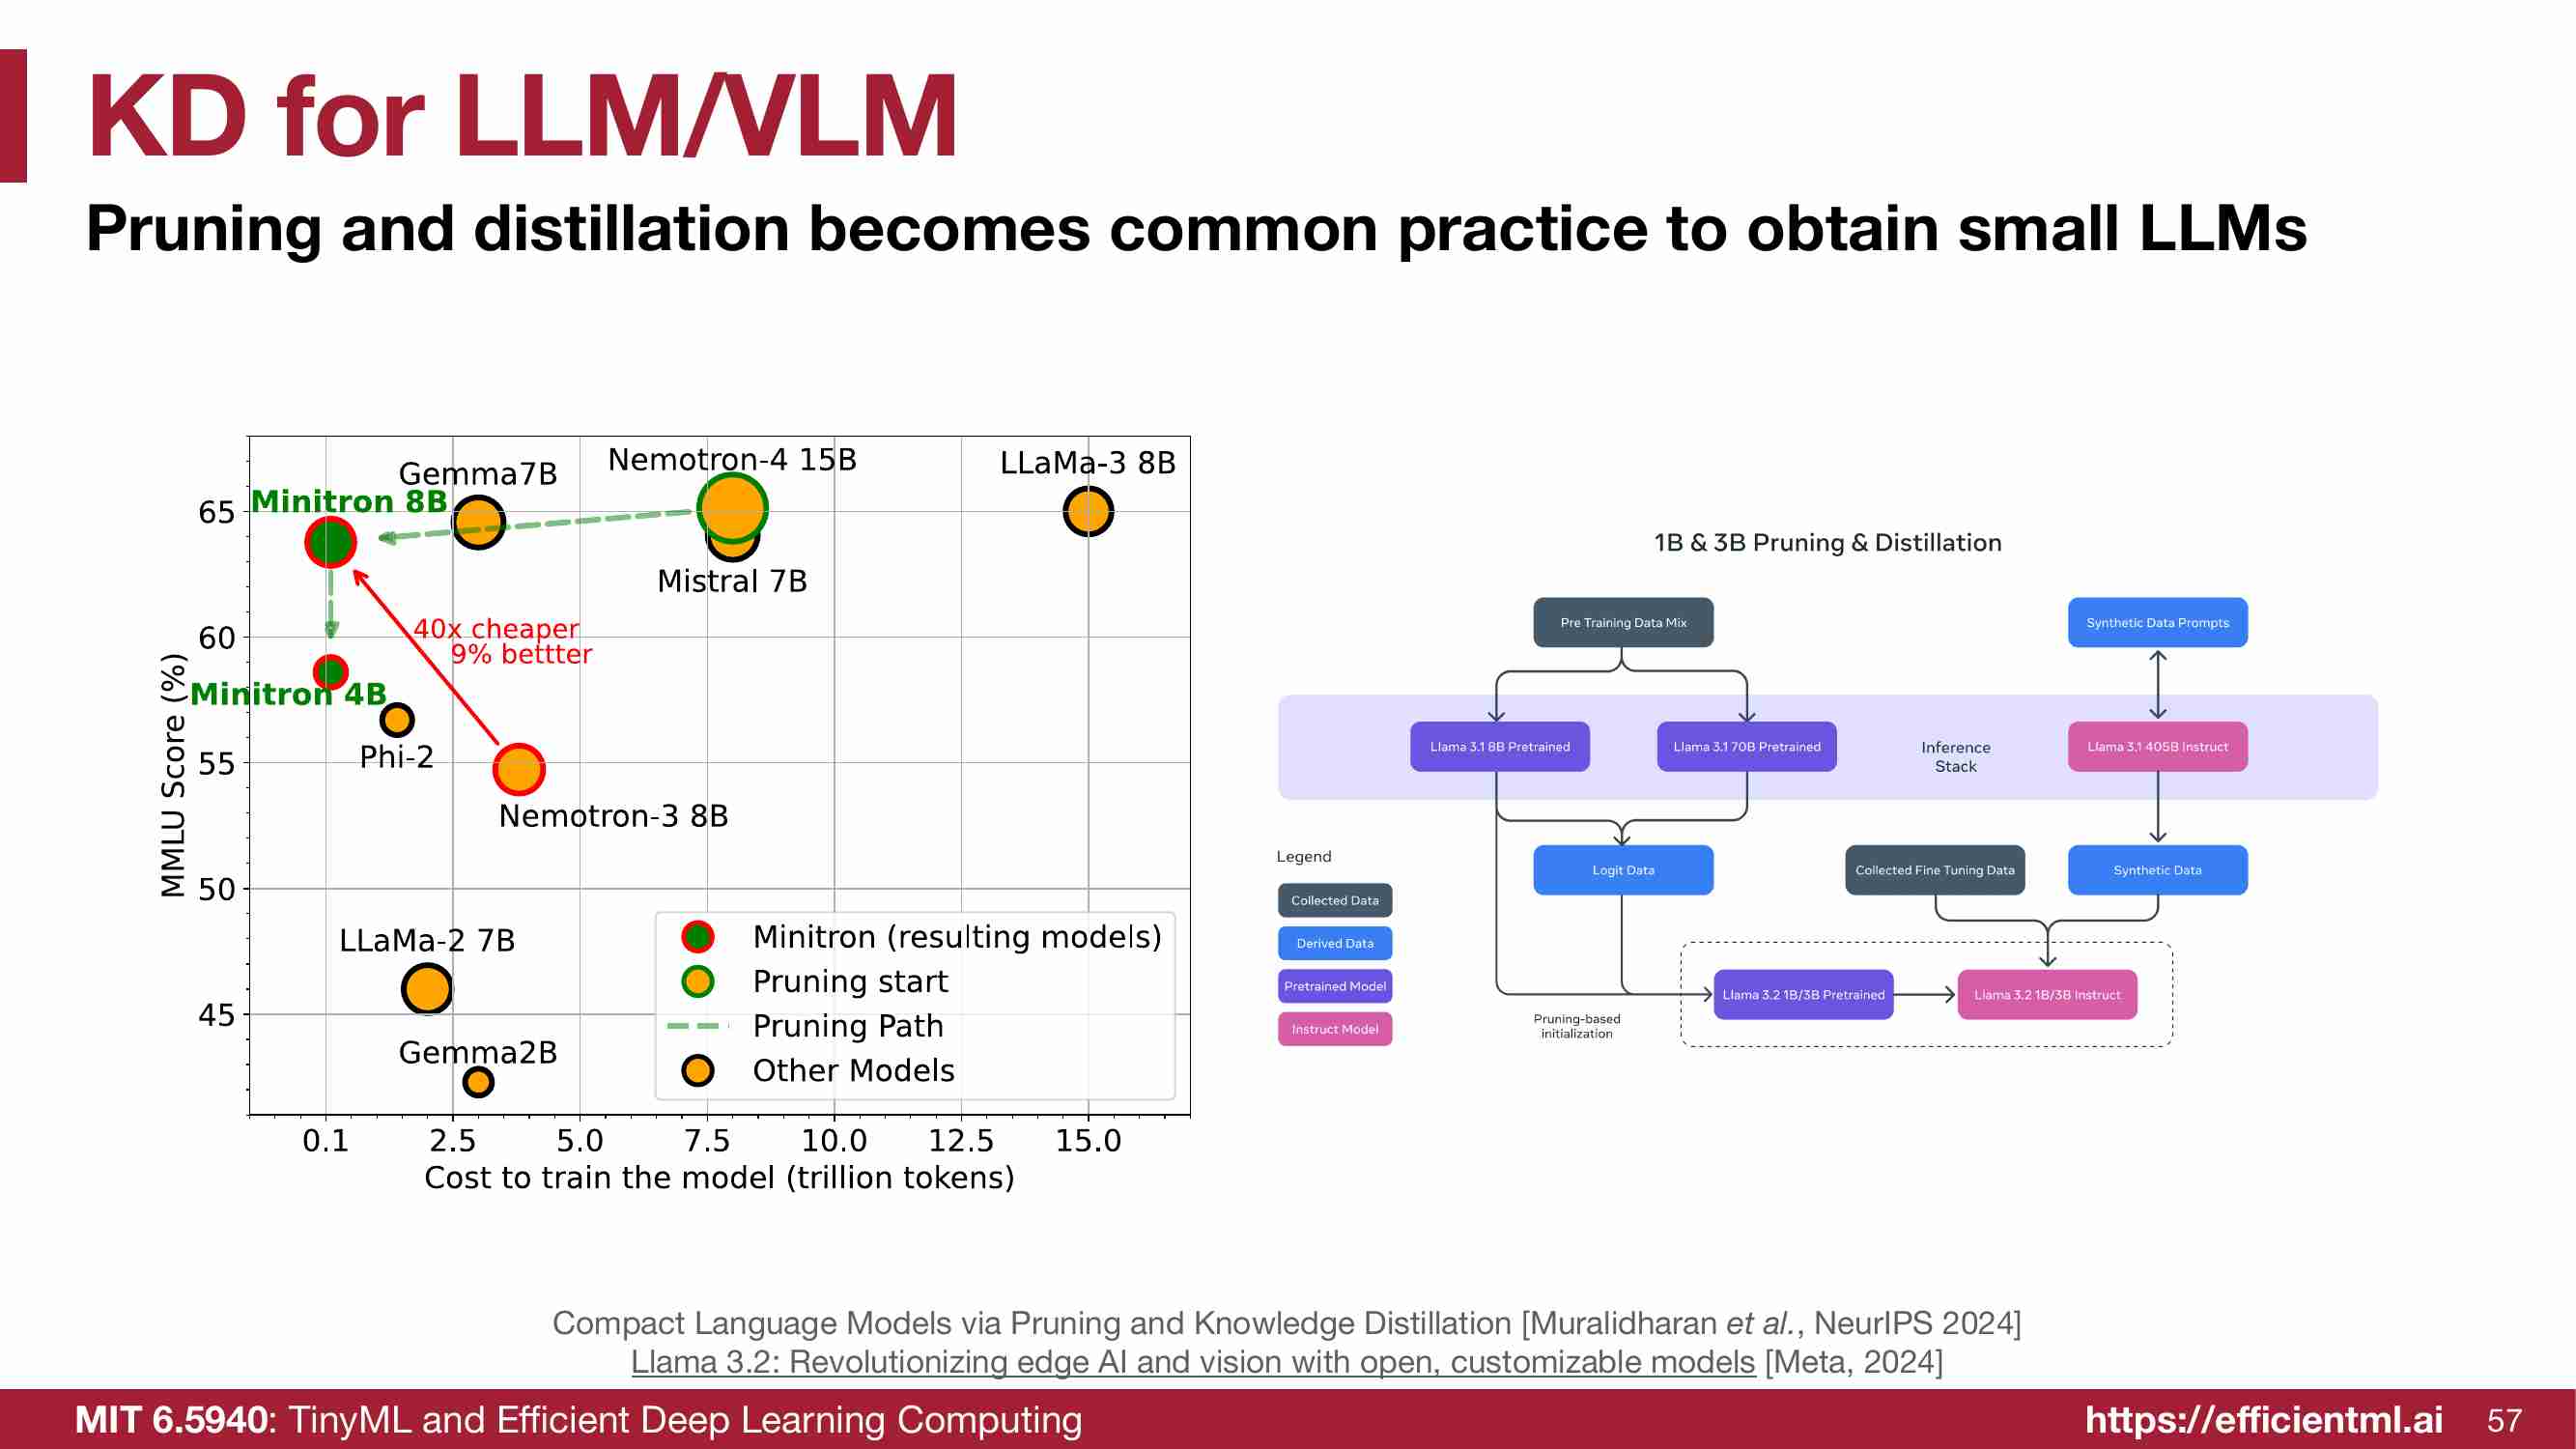 KD for LLM/VLM
Pruning and distillation becomes common practice to obtain small LLMs
MMLU Score (%)
65
60
55
50
45
0.1 2.5 5.0 7.5 10.0 12.5 15.0
Cost to train the model (trillion tokens)
Nemotron-4 15B
LLaMa-3 8B
Gemma7B
Minitron 8B
Mistral 7B
40x cheaper
9% bettter
Minitron 4B
Phi-2
Nemotron-3 8B
LLaMa-2 7B
Gemma2B
Minitron (resulting models)
Pruning start
Pruning Path
Other Models
1B & 3B Pruning & Distillation
Pre Training Data Mix
Synthetic Data Prompts
Llama 3.1 8B Pretrained
Llama 3.1 70B Pretrained
Inference
Stack
Llama 3.1 405B Instruct
Logit Data
Collected Fine Tuning Data
Synthetic Data
Llama 3.2 1B/3B Pretrained
Llama 3.2 1B/3B Instruct
Pruning-based
initialization
Legend
Collected Data
Derived Data
Pretrained Model
Instruct Model
Compact Language Models via Pruning and Knowledge Distillation [Muralidharan et al., NeurIPS 2024]
Llama 3.2: Revolutionizing edge AI and vision with open, customizable models [Meta, 2024]
MIT 6.5940: TinyML and Efficient Deep Learning Computing
https://efficientml.ai 57